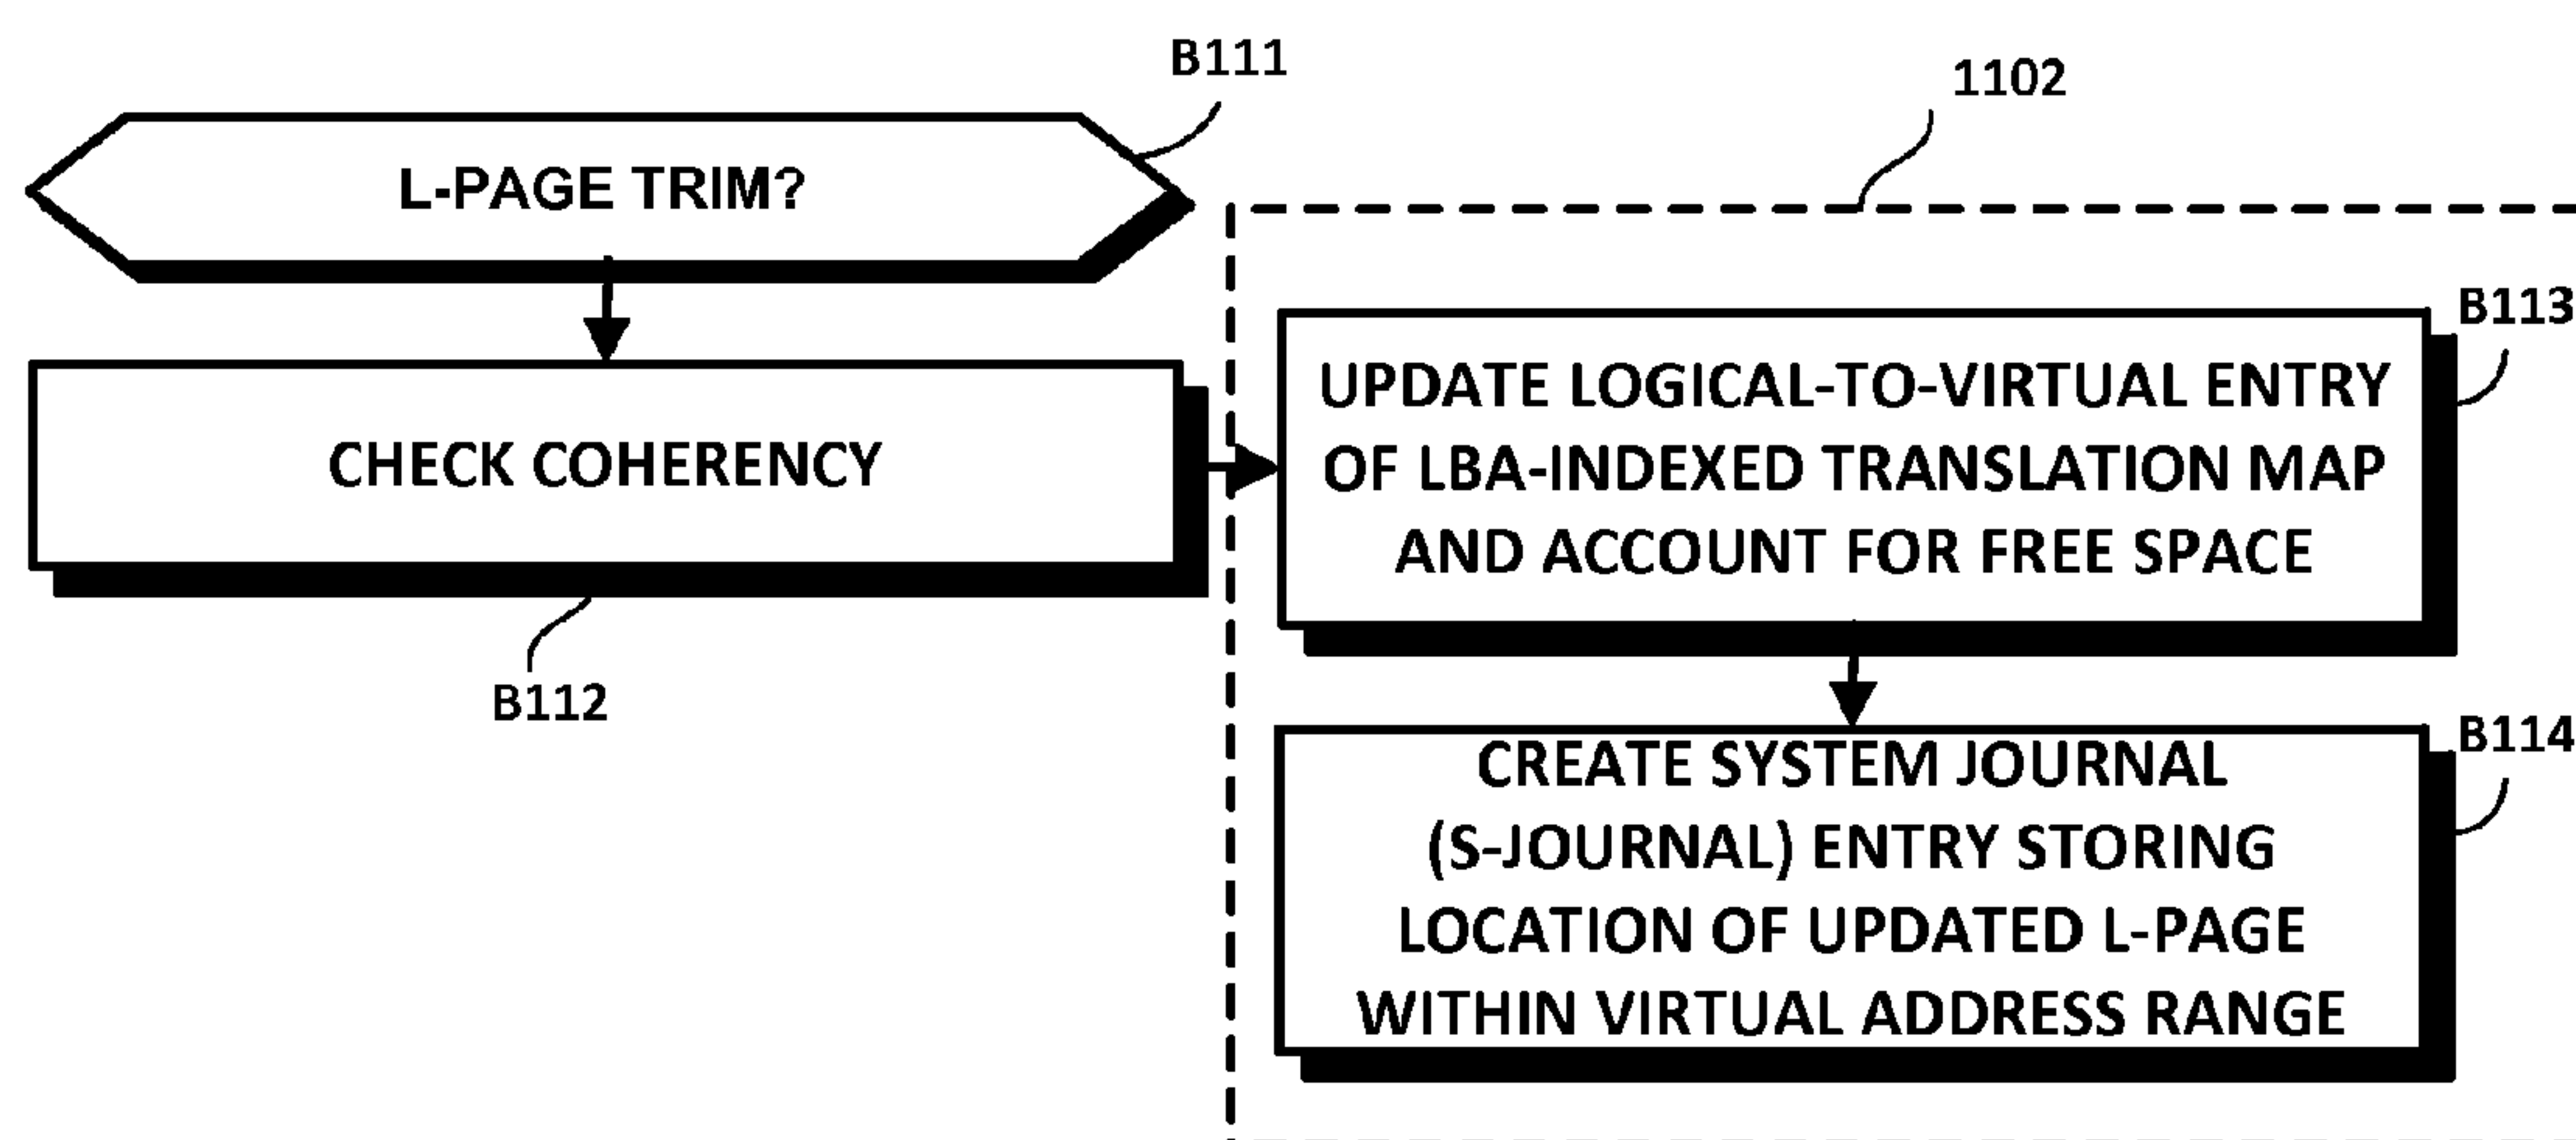 B111
1102
L-PAGE TRIM?
B113
UPDATE LOGICAL-TO-VIRTUAL ENTRY
OF LBA-INDEXED TRANSLATION MAP
AND ACCOUNT FOR FREE SPACE
CHECK COHERENCY
B112
B114
CREATE SYSTEM JOURNAL
(S-JOURNAL) ENTRY STORING
LOCATION OF UPDATED L-PAGE
WITHIN VIRTUAL ADDRESS RANGE